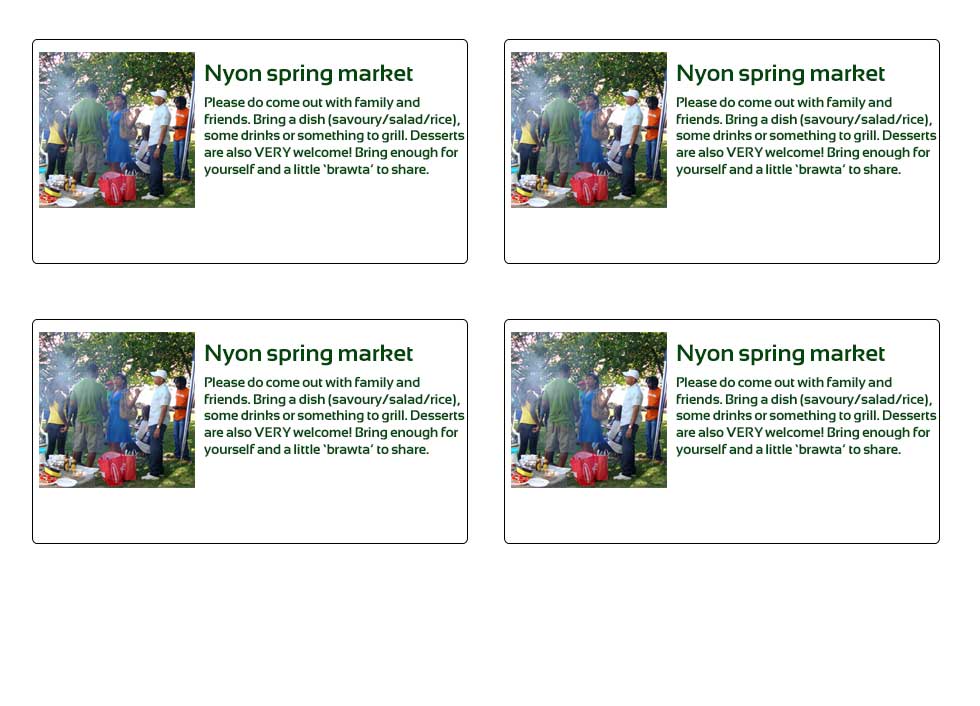 Nyon spring market
Please do come out with family and
friends. Bring a dish (savoury/salad/rice),
some drinks or something to grill. Desserts
are also VERY welcome! Bring enough for
yourself and a little ‘brawta’ to share.
Nyon spring market
Please do come out with family and
friends. Bring a dish (savoury/salad/rice),
some drinks or something to grill. Desserts
are also VERY welcome! Bring enough for
yourself and a little ‘brawta’ to share.
Nyon spring market
Please do come out with family and
friends. Bring a dish (savoury/salad/rice),
some drinks or something to grill. Desserts
are also VERY welcome! Bring enough for
yourself and a little ‘brawta’ to share.
Nyon spring market
Please do come out with family and
friends. Bring a dish (savoury/salad/rice),
some drinks or something to grill. Desserts
are also VERY welcome! Bring enough for
yourself and a little ‘brawta’ to share.